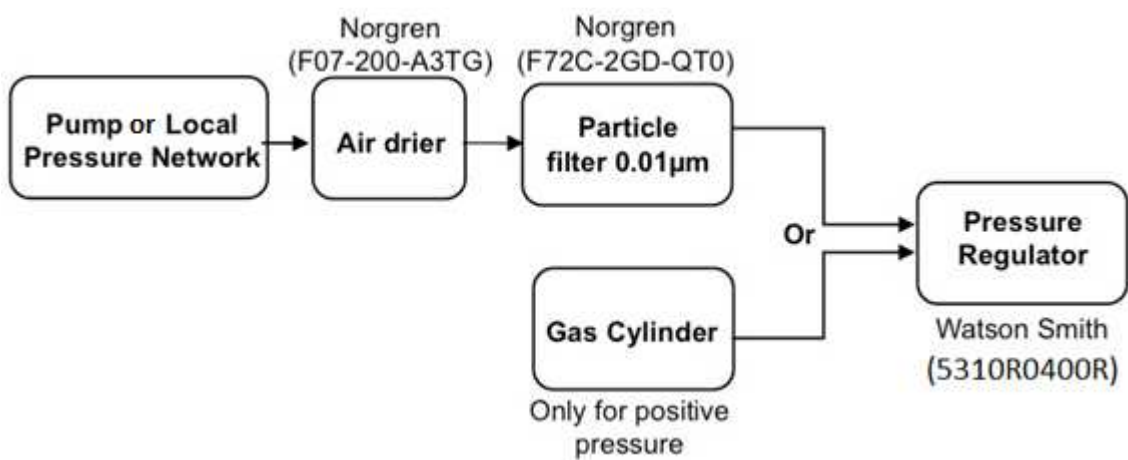 Norgren
(F07-200-A3TG)
Norgren
(F72C-2GD-QT0)
Pump or Local
Pressure Network
Air drier
Particle
filter 0.01µm
Or
Pressure
Regulator
Gas Cylinder
Watson Smith
(5310R0400R)
Only for positive
pressure